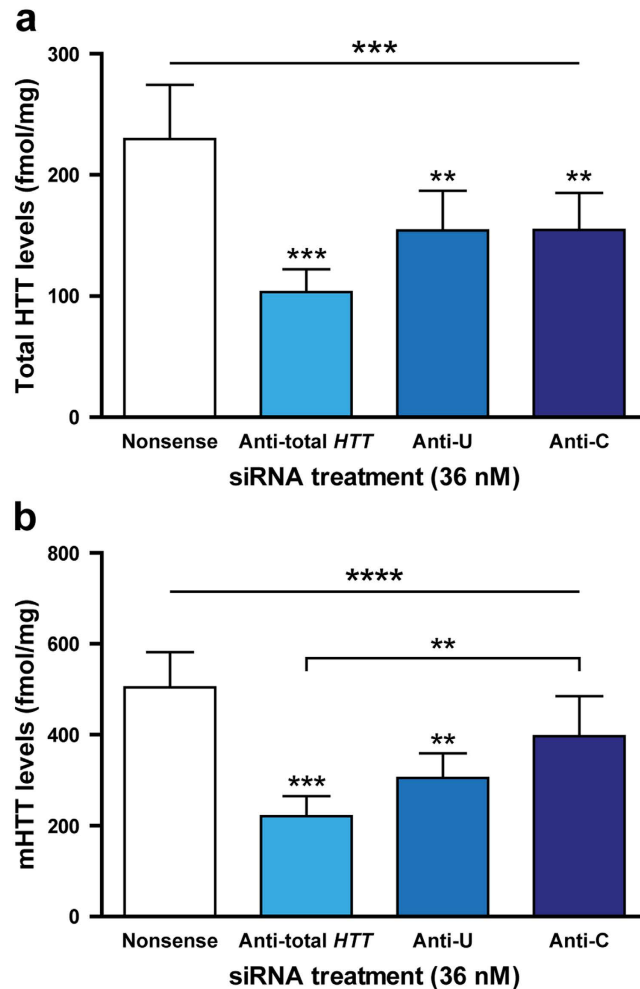 a
Total HTT levels (fmol/mg)
300
200
100
0
***
***
**
**
Nonsense Anti-total HTT Anti-U Anti-C
siRNA treatment (36 nM)
b
mHTT levels (fmol/mg)
800
600
400
200
0
****
**
***
**
Nonsense Anti-total HTT Anti-U Anti-C
siRNA treatment (36 nM)